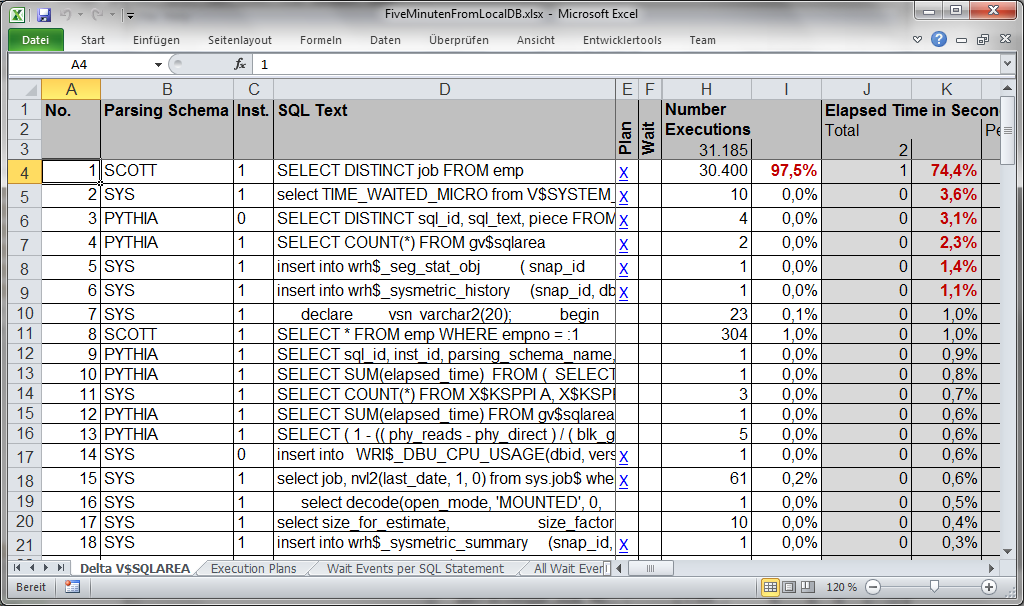 FiveMinutenFromLocalDB.xlsx - Microsoft Excel
Datei Start Einfügen Seitenlayout Formeln Daten Überprüfen Ansicht Entwicklertools Team
A4 fx 1
A B C D E F H I J K
1 No. Parsing Schema Inst. SQL Text Plan Wait Number Elapsed Time in Secon
2 Executions Total Pe
3 31.185 2
4 1 SCOTT 1 SELECT DISTINCT job FROM emp X 30.400 97,5% 1 74,4%
5 2 SYS 1 select TIME_WAITED_MICRO from V$SYSTEM_ X 10 0,0% 0 3,6%
6 3 PYTHIA 0 SELECT DISTINCT sql_id, sql_text, piece FROM X 4 0,0% 0 3,1%
7 4 PYTHIA 1 SELECT COUNT(*) FROM gv$sqlarea X 2 0,0% 0 2,3%
8 5 SYS 1 insert into wrh$_seg_stat_obj ( snap_id X 1 0,0% 0 1,4%
9 6 SYS 1 insert into wrh$_sysmetric_history (snap_id, db X 1 0,0% 0 1,1%
10 7 SYS 1 declare vsn varchar2(20); begin 23 0,1% 0 1,0%
11 8 SCOTT 1 SELECT * FROM emp WHERE empno = :1 304 1,0% 0 1,0%
12 9 PYTHIA 1 SELECT sql_id, inst_id, parsing_schema_name, 1 0,0% 0 0,9%
13 10 PYTHIA 1 SELECT SUM(elapsed_time) FROM ( SELECT 1 0,0% 0 0,8%
14 11 SYS 1 SELECT COUNT(*) FROM X$KSPPI A, X$KSPPI 3 0,0% 0 0,7%
15 12 PYTHIA 1 SELECT SUM(elapsed_time) FROM gv$sqlarea 1 0,0% 0 0,6%
16 13 PYTHIA 1 SELECT ( 1 - (( phy_reads - phy_direct ) / ( blk_g 5 0,0% 0 0,6%
17 14 SYS 0 insert into WRI$_DBU_CPU_USAGE(dbid, vers X 1 0,0% 0 0,6%
18 15 SYS 1 select job, nvl2(last_date, 1, 0) from sys.job$ whe X 61 0,2% 0 0,6%
19 16 SYS 1 select decode(open_mode, 'MOUNTED', 0, 1 0,0% 0 0,5%
20 17 SYS 1 select size_for_estimate, size_factor 10 0,0% 0 0,4%
21 18 SYS 1 insert into wrh$_sysmetric_summary (snap_id, X 1 0,0% 0 0,3%
Delta V$SQLAREA Execution Plans Wait Events per SQL Statement All Wait Ever
Bereit 120 %